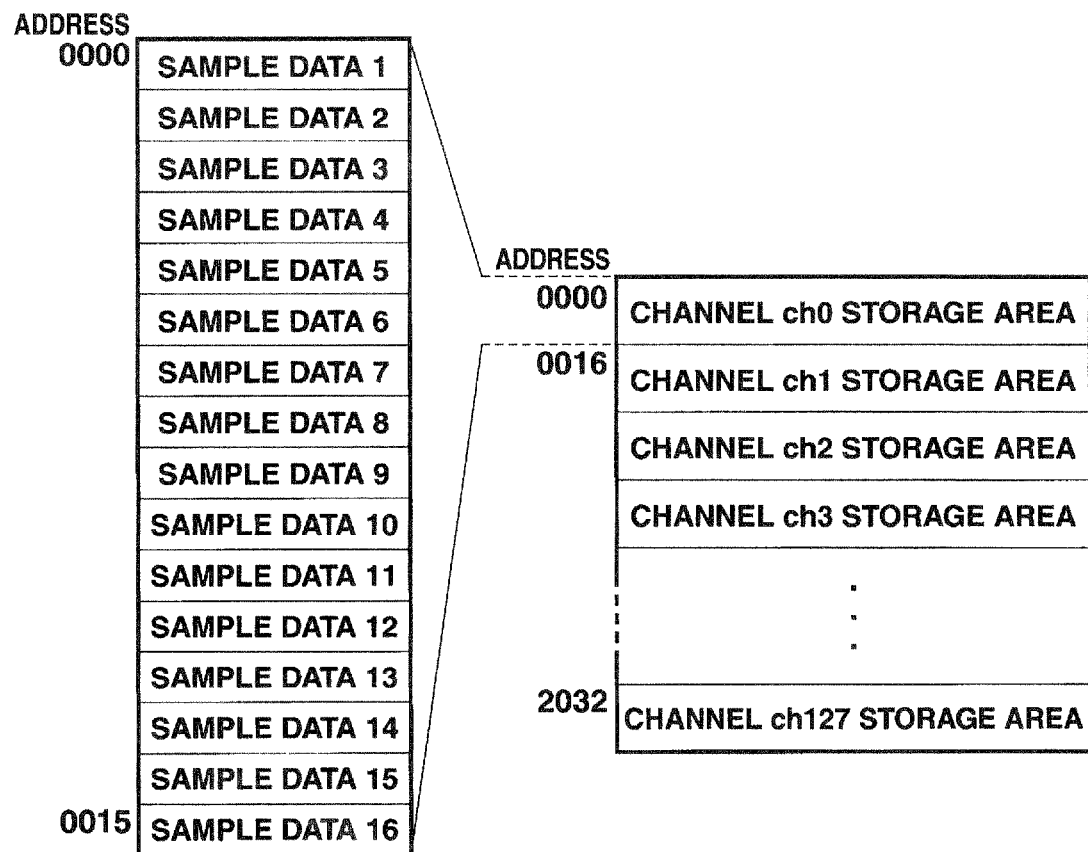 ADDRESS
0000
SAMPLE DATA 1
SAMPLE DATA 2
SAMPLE DATA 3
SAMPLE DATA 4
SAMPLE DATA 5
SAMPLE DATA 6
SAMPLE DATA 7
SAMPLE DATA 8
SAMPLE DATA 9
SAMPLE DATA 10
SAMPLE DATA 11
SAMPLE DATA 12
SAMPLE DATA 13
SAMPLE DATA 14
SAMPLE DATA 15
0015 SAMPLE DATA 16
ADDRESS
0000
CHANNEL ch0 STORAGE AREA
0016
CHANNEL ch1 STORAGE AREA
CHANNEL ch2 STORAGE AREA
CHANNEL ch3 STORAGE AREA
2032
CHANNEL ch127 STORAGE AREA